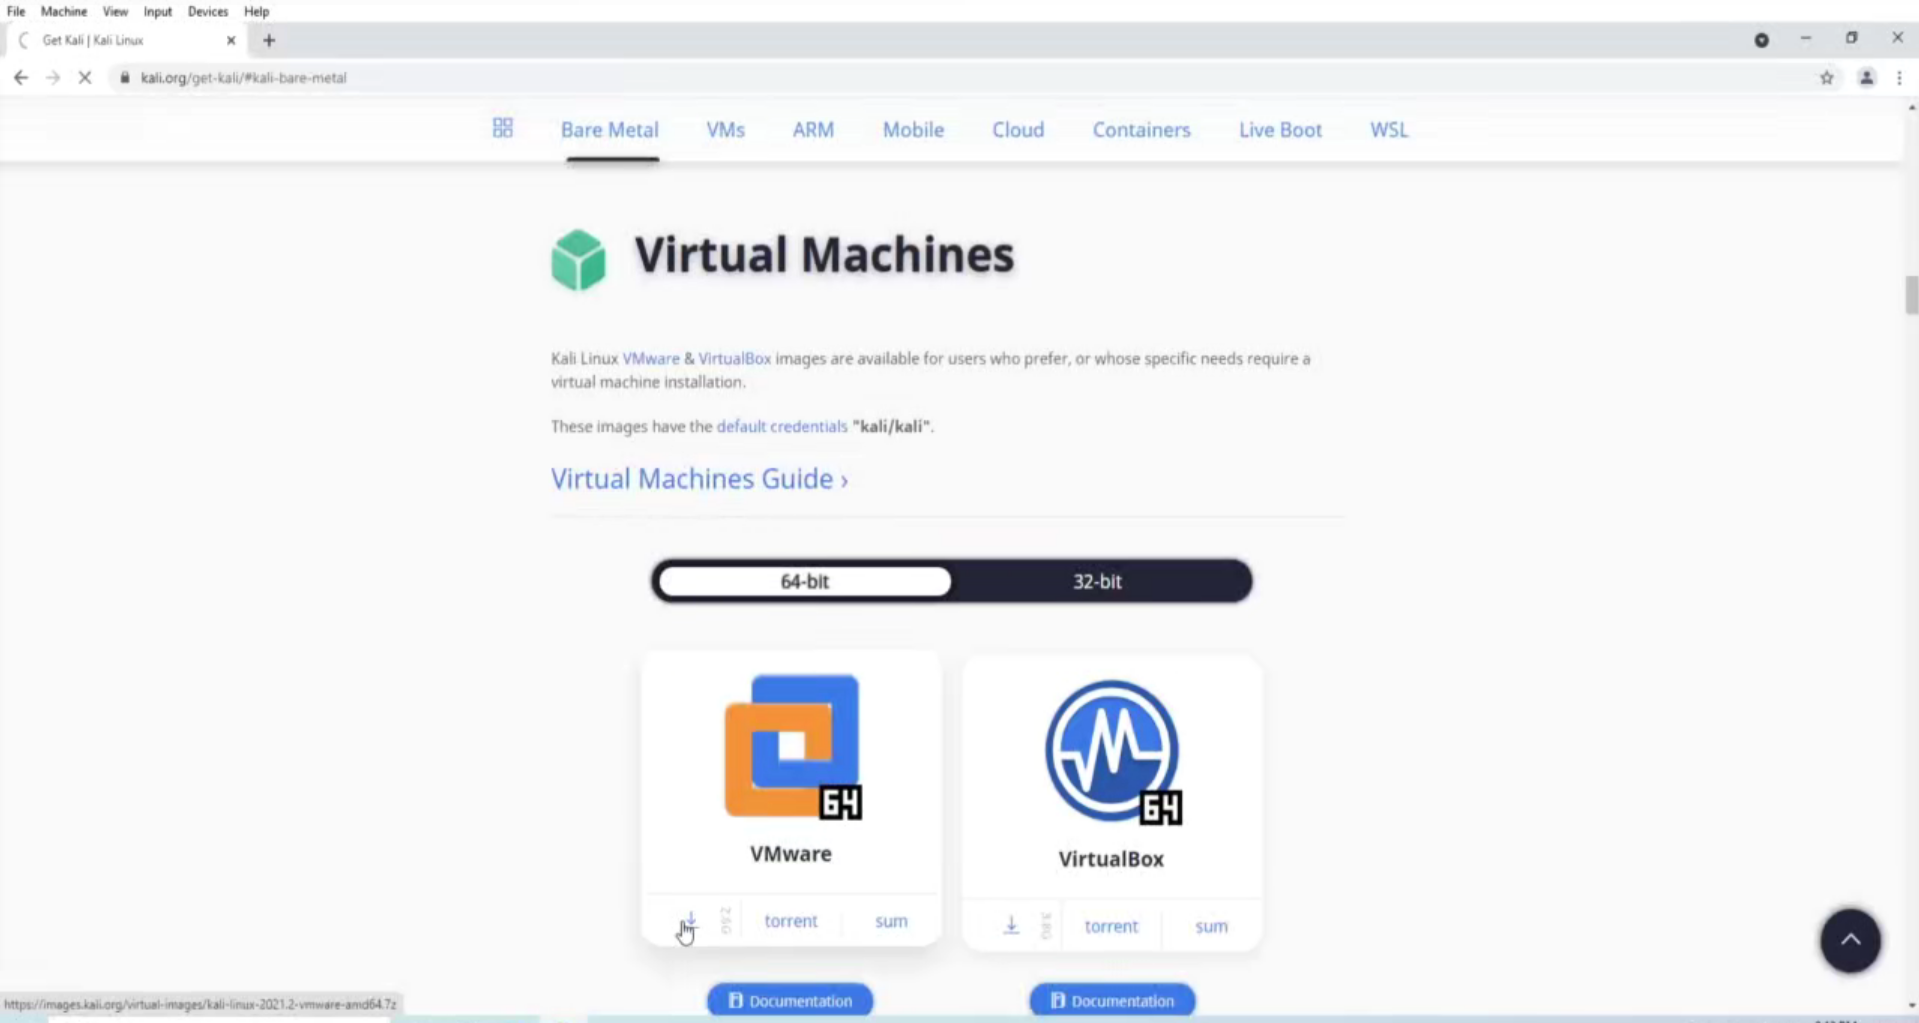 File Machine View Input Devices Help
Get Kali | Kali Linux
kali.org/get-kali/#kali-bare-metal
Bare Metal VMs ARM Mobile Cloud Containers Live Boot WSL
Virtual Machines
Kali Linux VMware & VirtualBox images are available for users who prefer, or whose specific needs require a
virtual machine installation.
These images have the default credentials "kali/kali".
Virtual Machines Guide ›
64-bit 32-bit
64 64
VMware VirtualBox
2.6G torrent sum 3.8G torrent sum
Documentation Documentation
https://images.kali.org/virtual-images/kali-linux-2021.2-vmware-amd64.7z